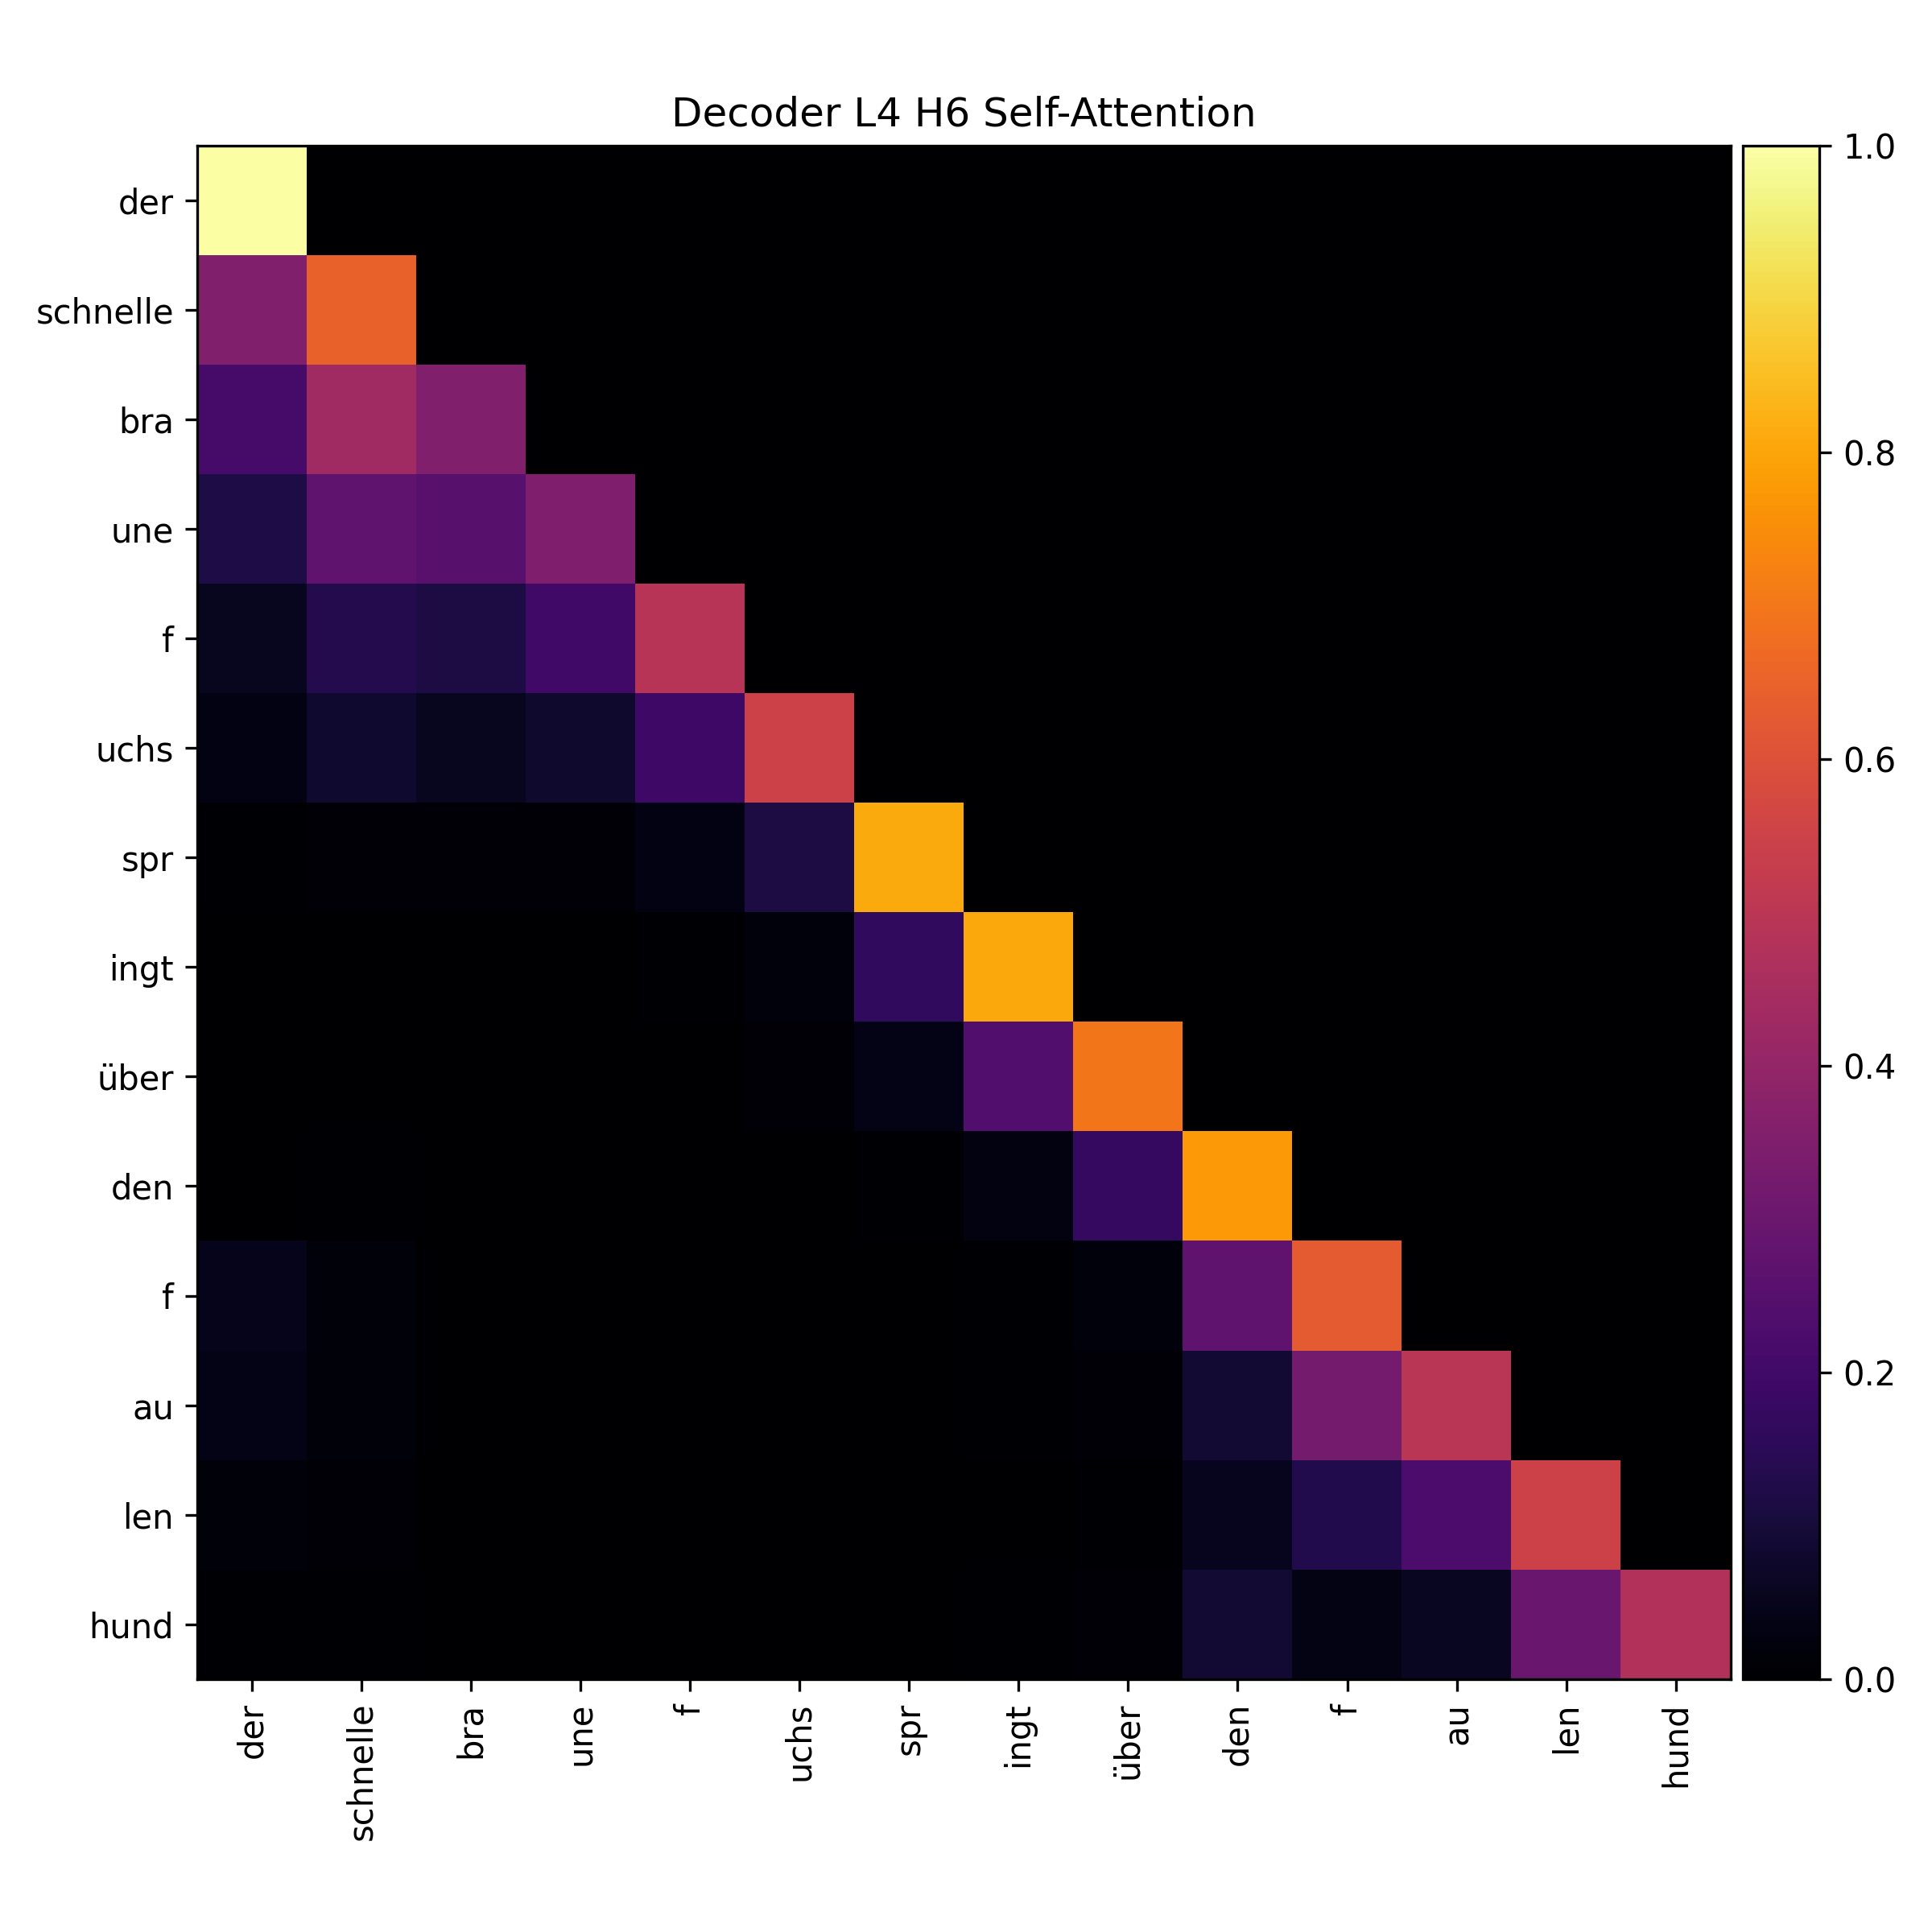 Decoder L4 H6 Self-Attention
der
schnelle
bra
une
f
uchs
spr
ingt
über
den
f
au
len
hund
der
schnelle
bra
une
f
uchs
spr
ingt
über
den
f
au
len
hund
1.0
0.8
0.6
0.4
0.2
0.0